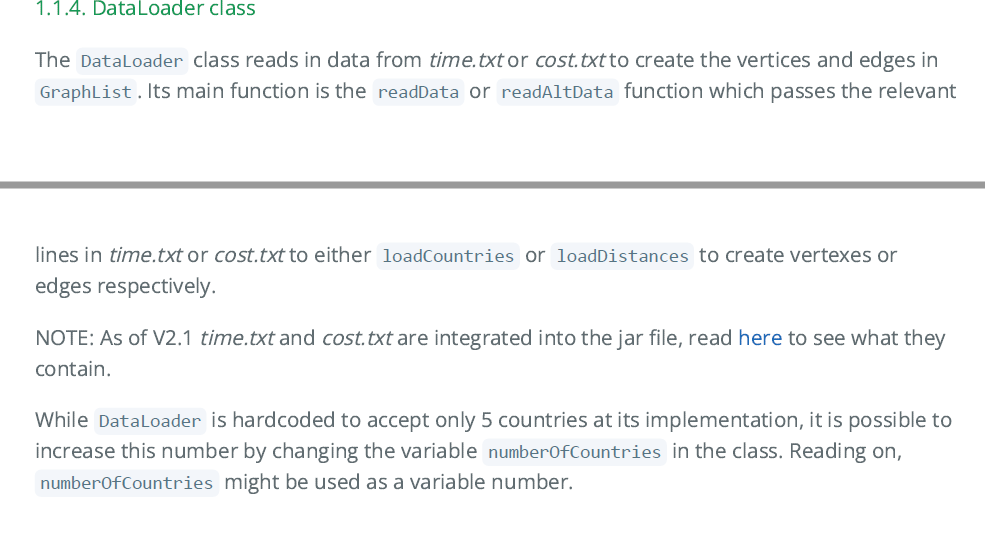 1.1.4. DataLoader class
The DataLoader class reads in data from time.txt or cost.txt to create the vertices and edges in
GraphList. Its main function is the readData or readAltData function which passes the relevant
lines in time.txt or cost.txt to either loadCountries or loadDistances to create vertexes or
edges respectively.
NOTE: As of V2.1 time.txt and cost.txt are integrated into the jar file, read here to see what they
contain.
While DataLoader is hardcoded to accept only 5 countries at its implementation, it is possible to
increase this number by changing the variable numberOfCountries in the class. Reading on,
numberOfCountries might be used as a variable number.